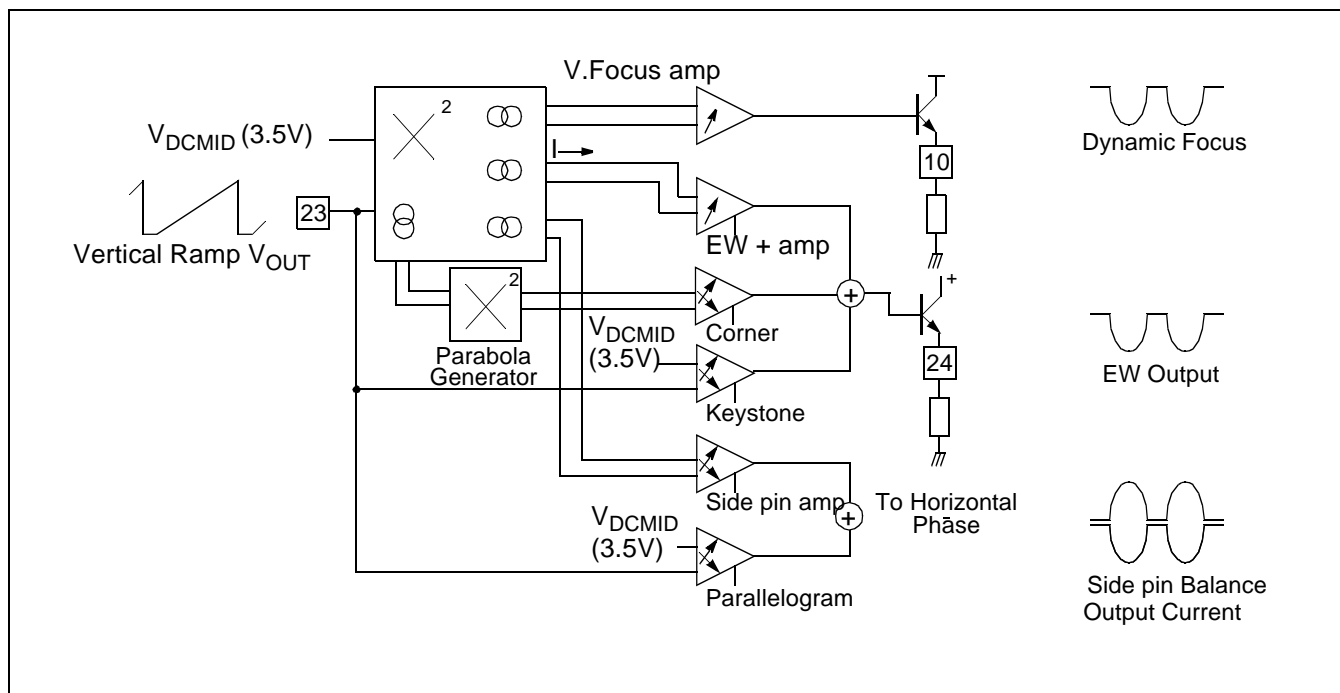 V.Focus amp
2
VDCMID (3.5V)
I
Dynamic Focus
10
23
Vertical Ramp VOUT
EW + amp
2
+
+
VDCMID
(3.5V)
Corner
Parabola
Generator
24
EW Output
Keystone
Side pin amp
+
To Horizontal
Phāse
VDCMID
(3.5V)
Parallelogram
Side pin Balance
Output Current